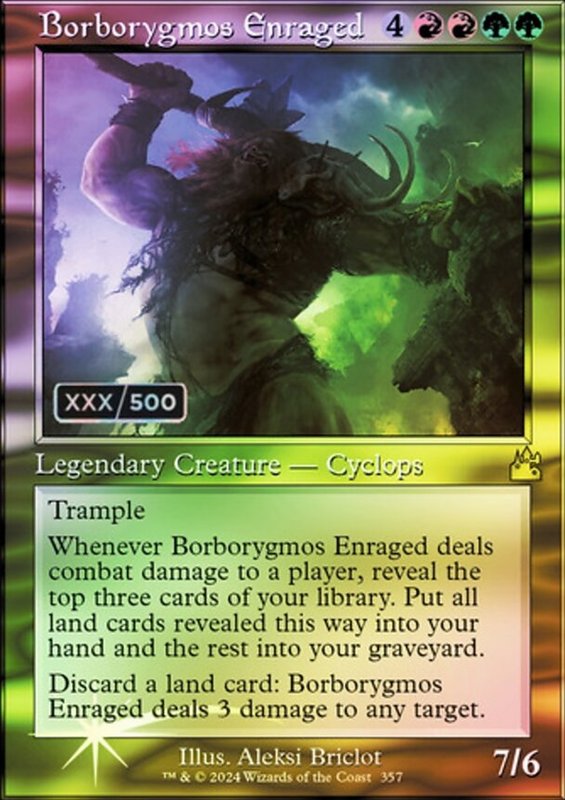 Borborygmos Enraged 4
XXX/500
Legendary Creature — Cyclops
Trample
Whenever Borborygmos Enraged deals
combat damage to a player, reveal the
top three cards of your library. Put all
land cards revealed this way into your
hand and the rest into your graveyard.
Discard a land card: Borborygmos
Enraged deals 3 damage to any target.
Illus. Aleksi Briclot
™ & © 2024 Wizards of the Coast 357
7/6